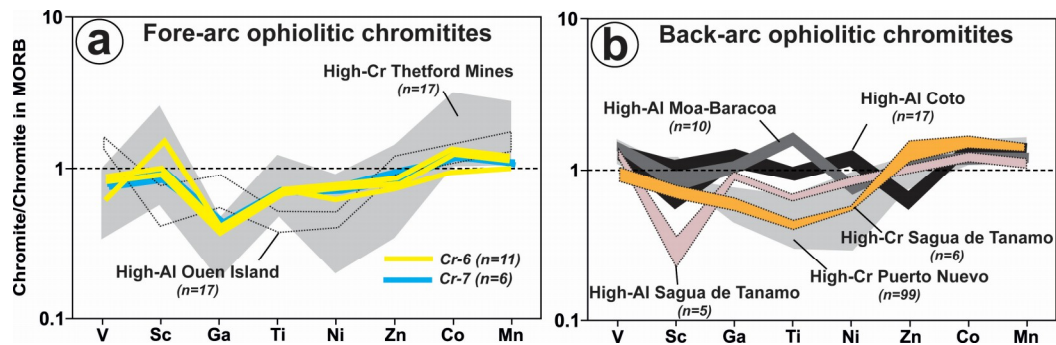 Chromite/Chromite in MORB
10
1
0.1
a
Fore-arc ophiolitic chromitites
High-Cr Thetford Mines
(n=17)
High-Al Ouen Island
(n=17)
Cr-6 (n=11)
Cr-7 (n=6)
V Sc Ga Ti Ni Zn Co Mn
10
1
0.1
b
Back-arc ophiolitic chromitites
High-Al Moa-Baracoa
(n=10)
High-Al Coto
(n=17)
High-Cr Sagua de Tanamo
(n=6)
High-Cr Puerto Nuevo
(n=99)
High-Al Sagua de Tanamo
(n=5)
V Sc Ga Ti Ni Zn Co Mn